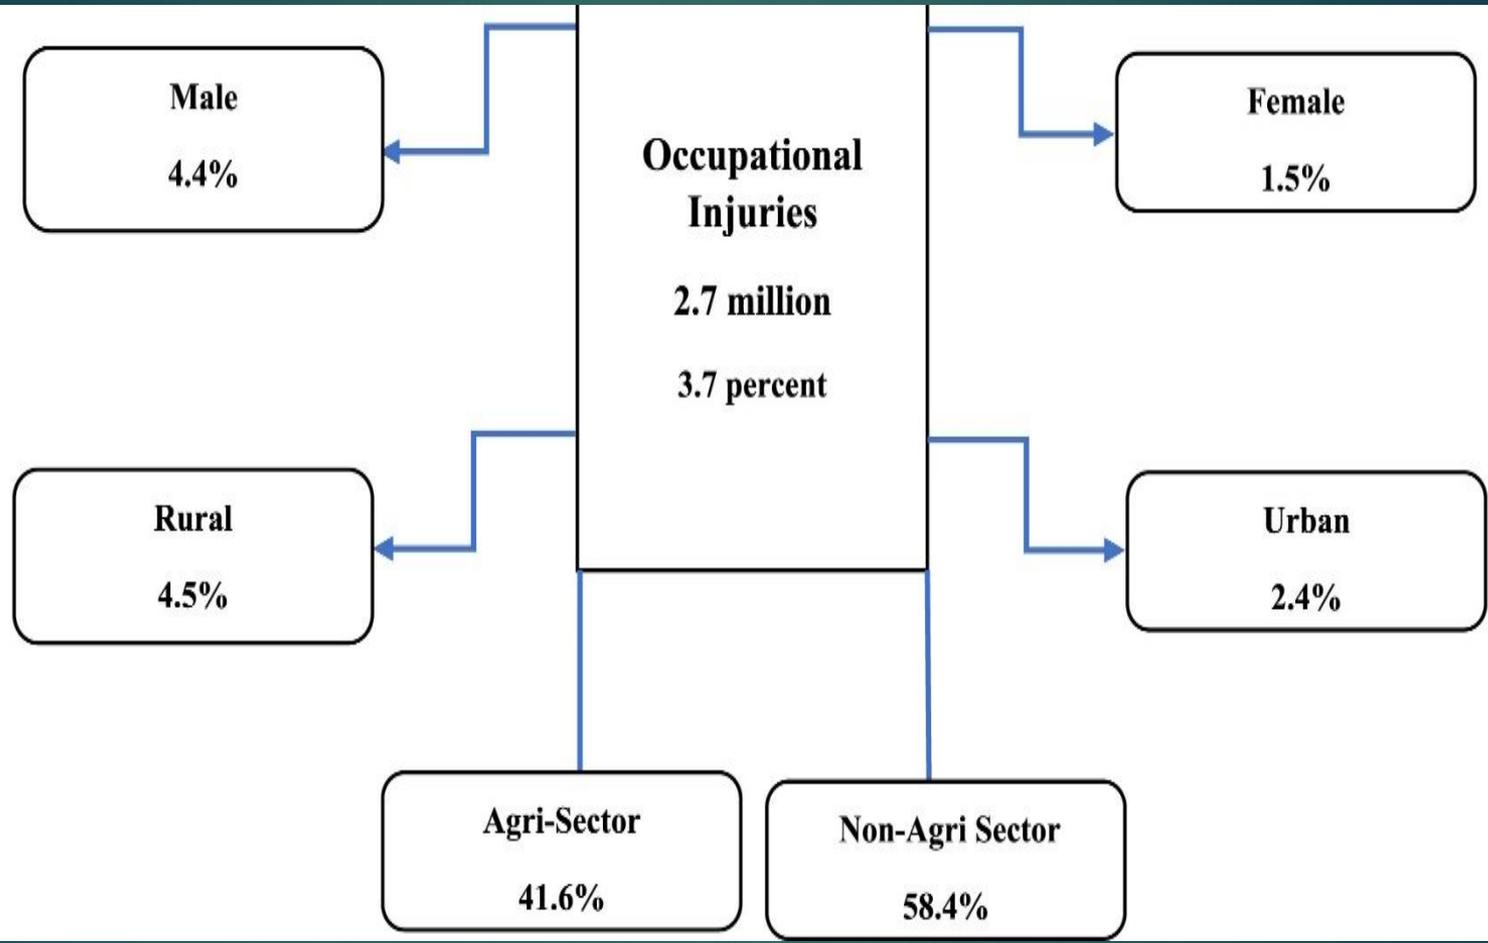 Male
4.4%
Occupational
Injuries
2.7 million
3.7 percent
Female
1.5%
Rural
4.5%
Urban
2.4%
Agri-Sector
41.6%
Non-Agri Sector
58.4%